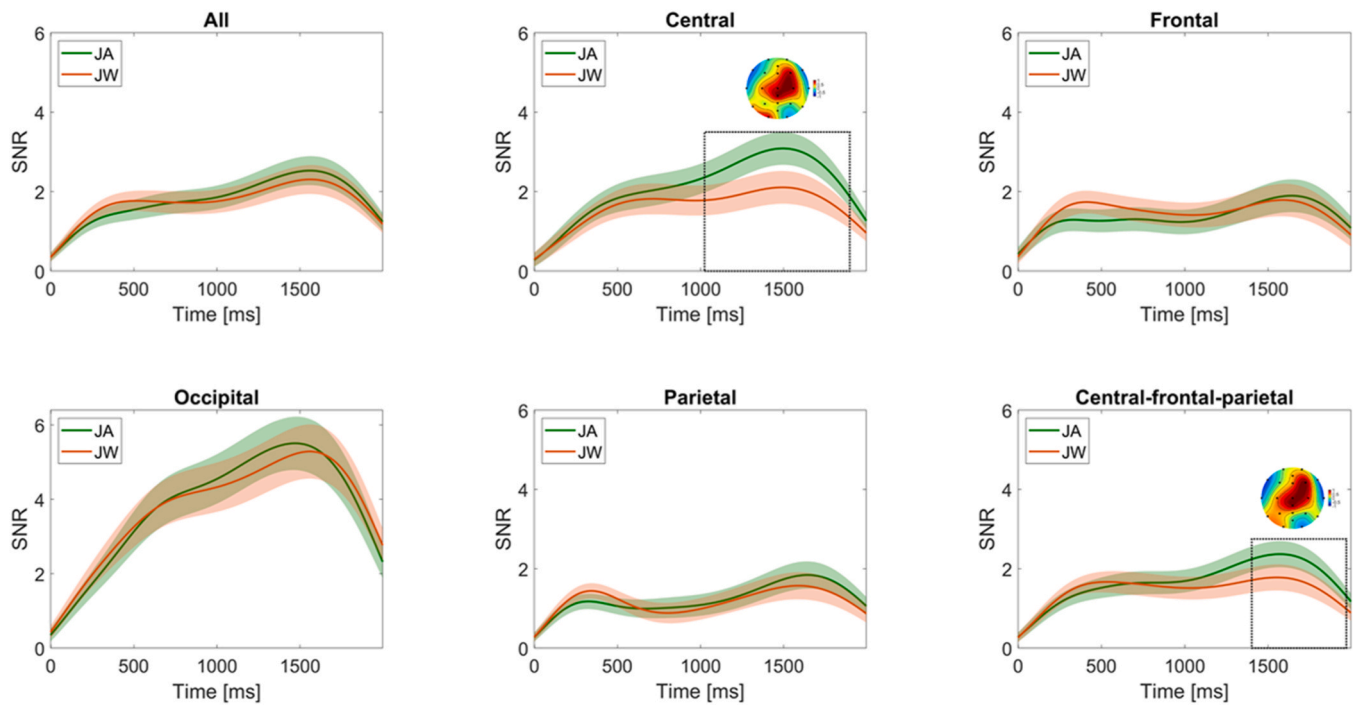 All
6
4
2
0
SNR
JA
JW
0 500 1000 1500
Time [ms]
Central
6
4
2
0
SNR
JA
JW
0 500 1000 1500
Time [ms]
Frontal
6
4
2
0
SNR
JA
JW
0 500 1000 1500
Time [ms]
Occipital
6
4
2
0
SNR
JA
JW
0 500 1000 1500
Time [ms]
Parietal
6
4
2
0
SNR
JA
JW
0 500 1000 1500
Time [ms]
Central-frontal-parietal
6
4
2
0
SNR
JA
JW
0 500 1000 1500
Time [ms]